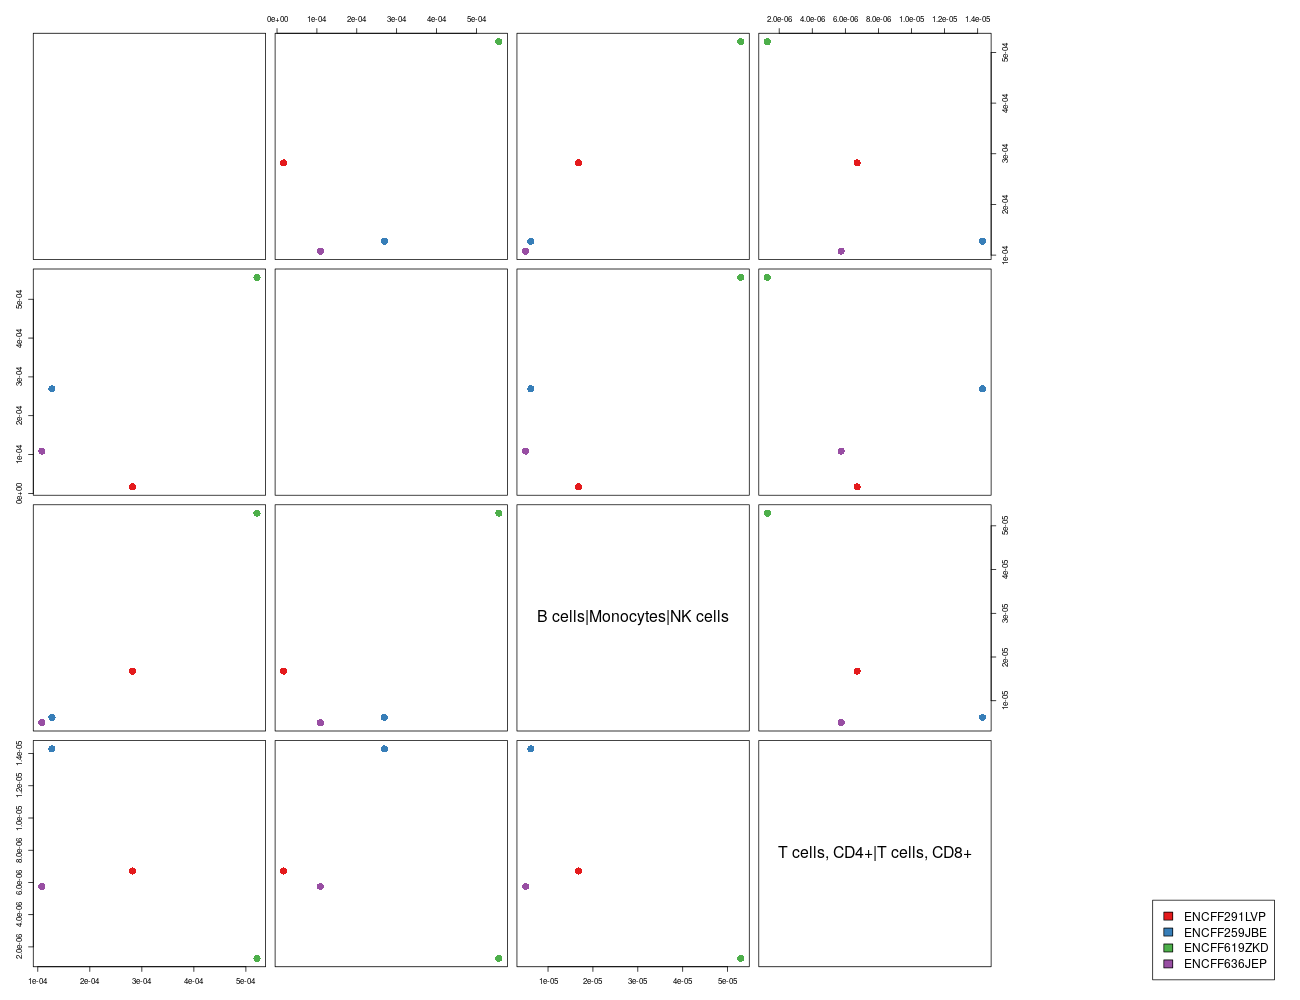 0e+00 1e-04 2e-04 3e-04 4e-04 5e-04
2.0e-06 4.0e-06 6.0e-06 8.0e-06 1.0e-05 1.2e-05 1.4e-05
5e-04
4e-04
3e-04
2e-04
1e-04
5e-04
4e-04
3e-04
2e-04
1e-04
0e+00
B cells|Monocytes|NK cells
5e-05
4e-05
3e-05
2e-05
1e-05
1.4e-05
1.2e-05
1.0e-05
8.0e-06
6.0e-06
4.0e-06
2.0e-06
T cells, CD4+|T cells, CD8+
1e-04 2e-04 3e-04 4e-04 5e-04
1e-05 2e-05 3e-05 4e-05 5e-05
ENCFF291LVP
ENCFF259JBE
ENCFF619ZKD
ENCFF636JEP